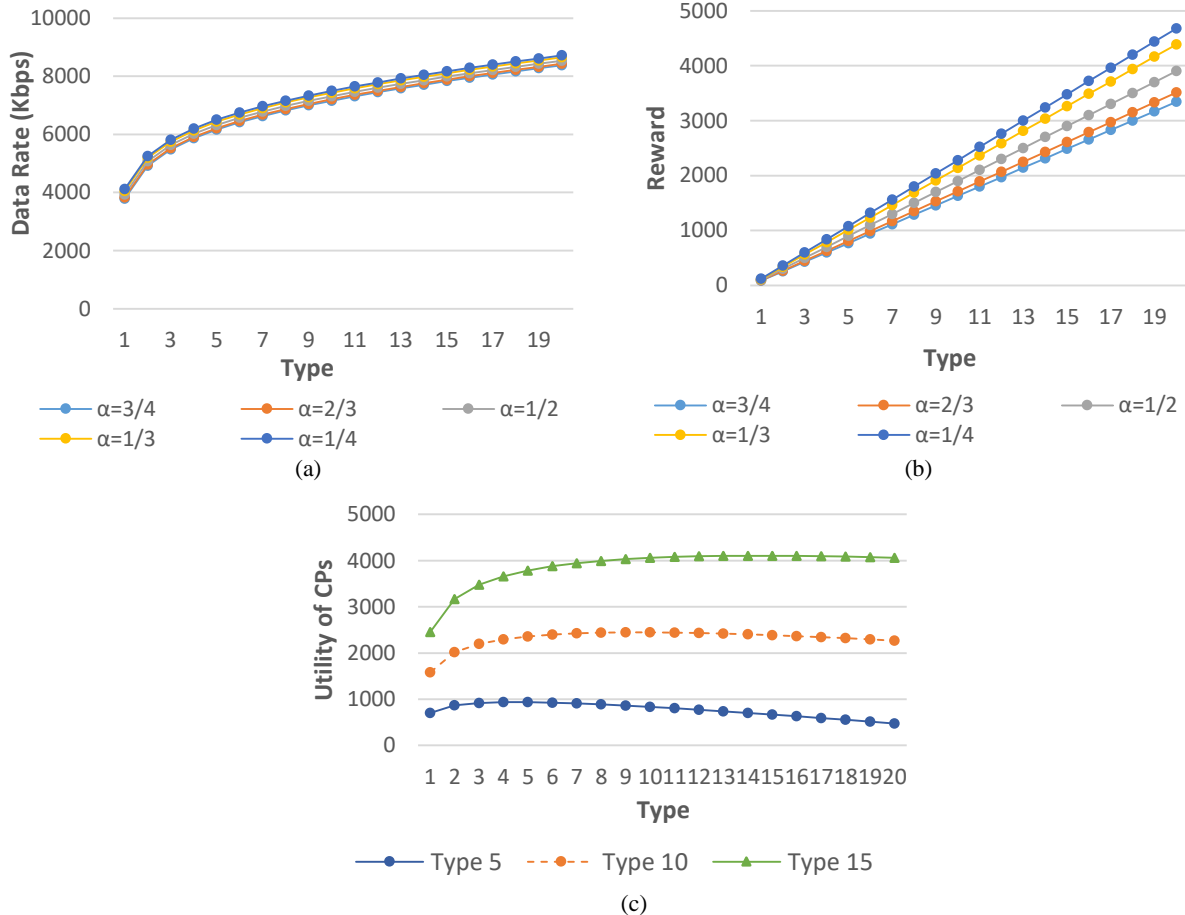 10000
8000
6000
4000
2000
0
Data Rate (Kbps)
1 3 5 7 9 11 13 15 17 19
Type
α=3/4 α=2/3 α=1/2
α=1/3 α=1/4
(a)
5000
4000
3000
2000
1000
0
Reward
1 3 5 7 9 11 13 15 17 19
Type
α=3/4 α=2/3 α=1/2
α=1/3 α=1/4
(b)
5000
4000
3000
2000
1000
0
Utility of CPs
1 2 3 4 5 6 7 8 9 10 11 12 13 14 15 16 17 18 19 20
Type
Type 5 Type 10 Type 15
(c)